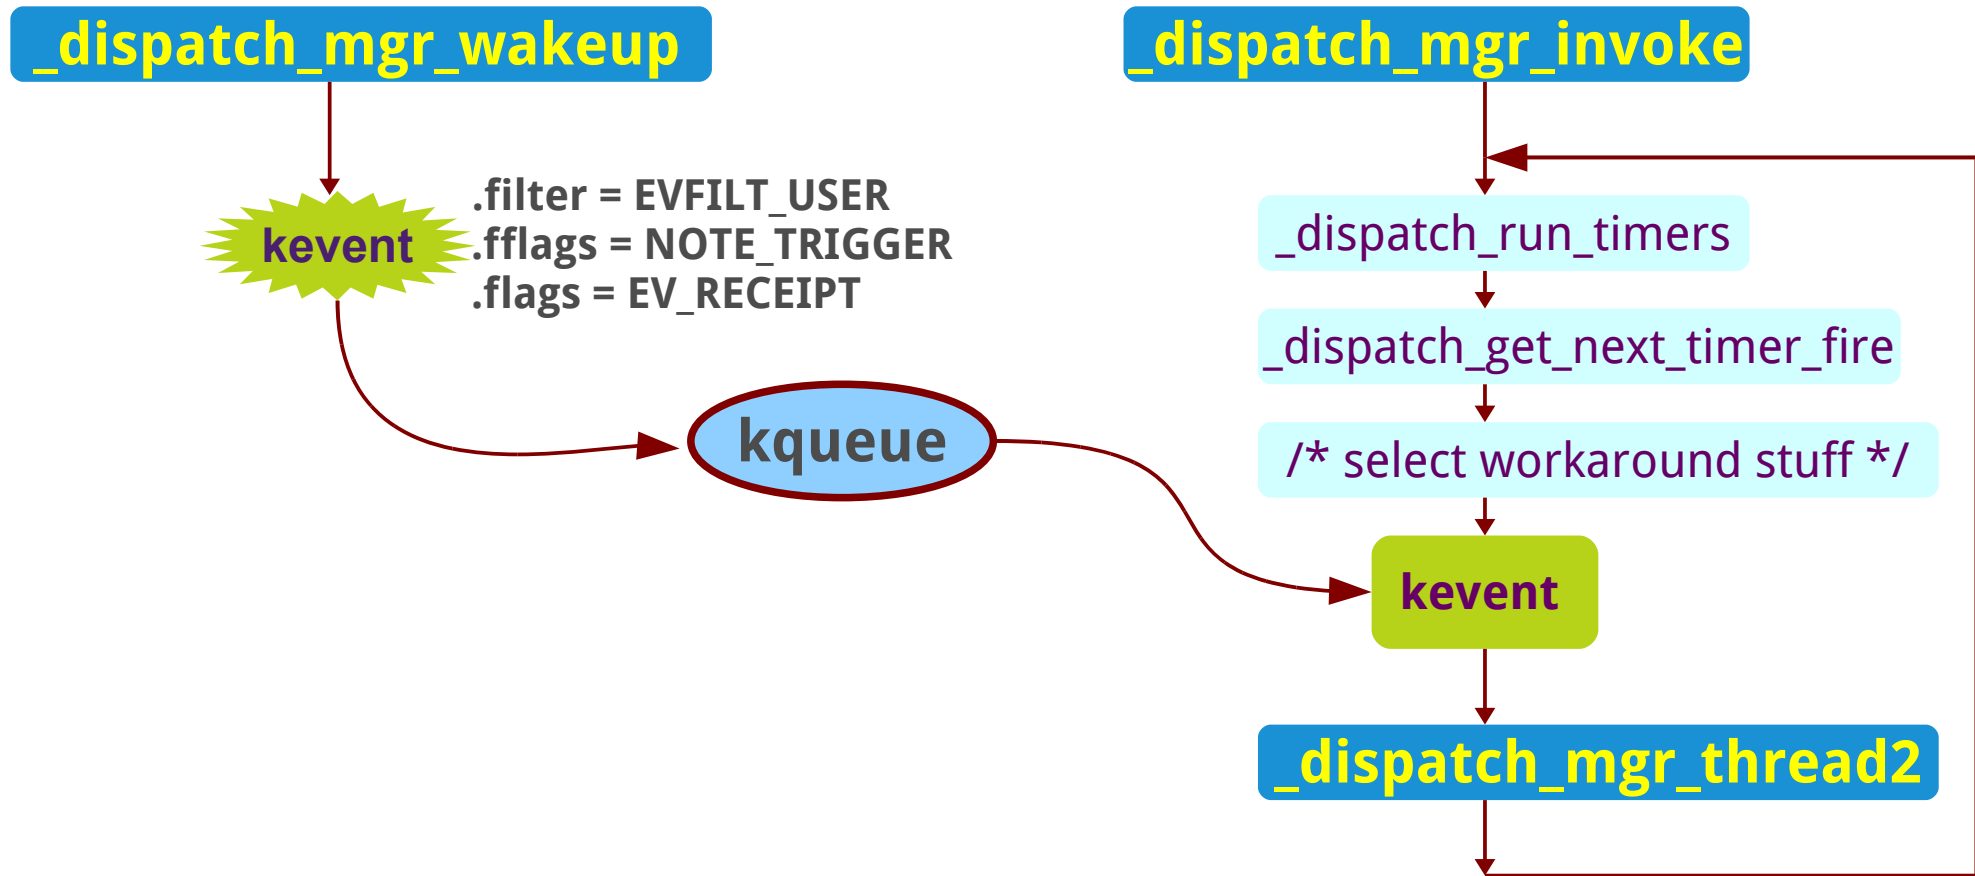 _dispatch_mgr_wakeup
kevent
.filter = EVFILT_USER
.fflags = NOTE_TRIGGER
.flags = EV_RECEIPT
kqueue
_dispatch_mgr_invoke
_dispatch_run_timers
_dispatch_get_next_timer_fire
/* select workaround stuff */
kevent
_dispatch_mgr_thread2